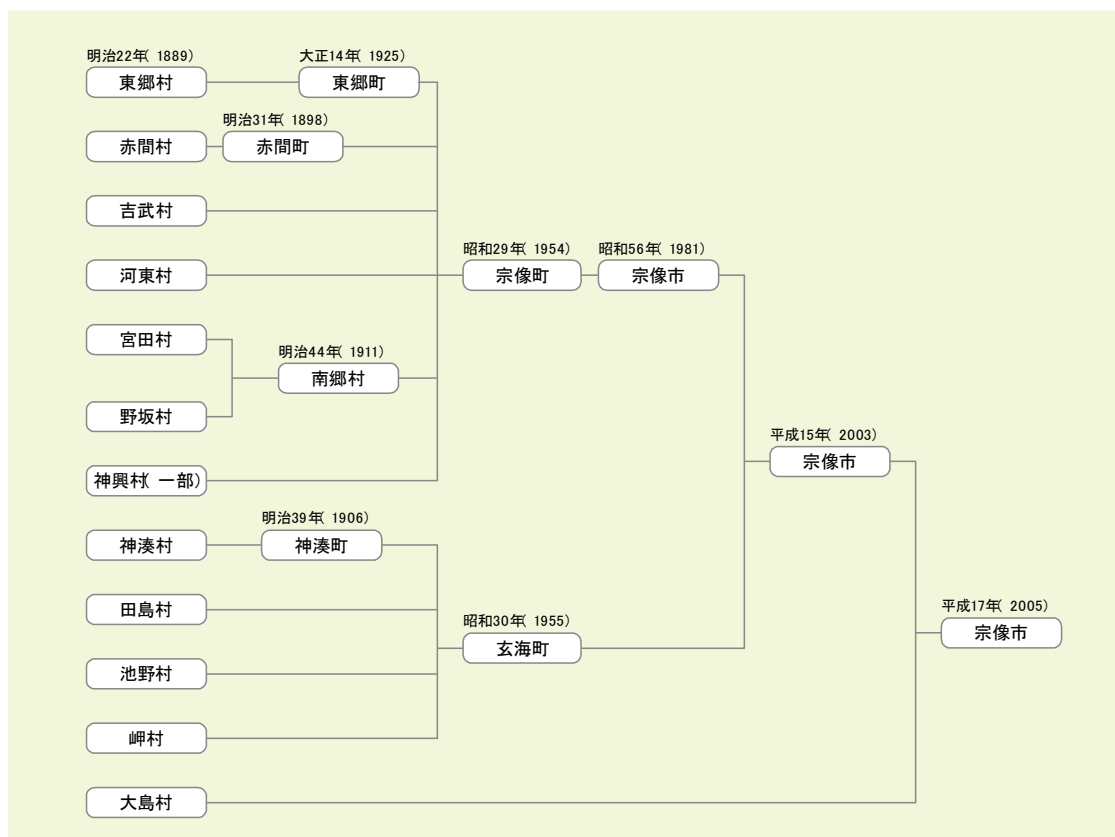 明治22年( 1889)
大正14年( 1925)
東郷村
東郷町
明治31年( 1898)
赤間村
赤間町
吉武村
昭和29年( 1954)
昭和56年( 1981)
河東村
宗像町
宗像市
宮田村
明治44年( 1911)
南郷村
野坂村
平成15年( 2003)
宗像市
神興村( 一部)
明治39年( 1906)
神湊村
神湊町
田島村
昭和30年( 1955)
玄海町
平成17年( 2005)
宗像市
池野村
岬村
大島村